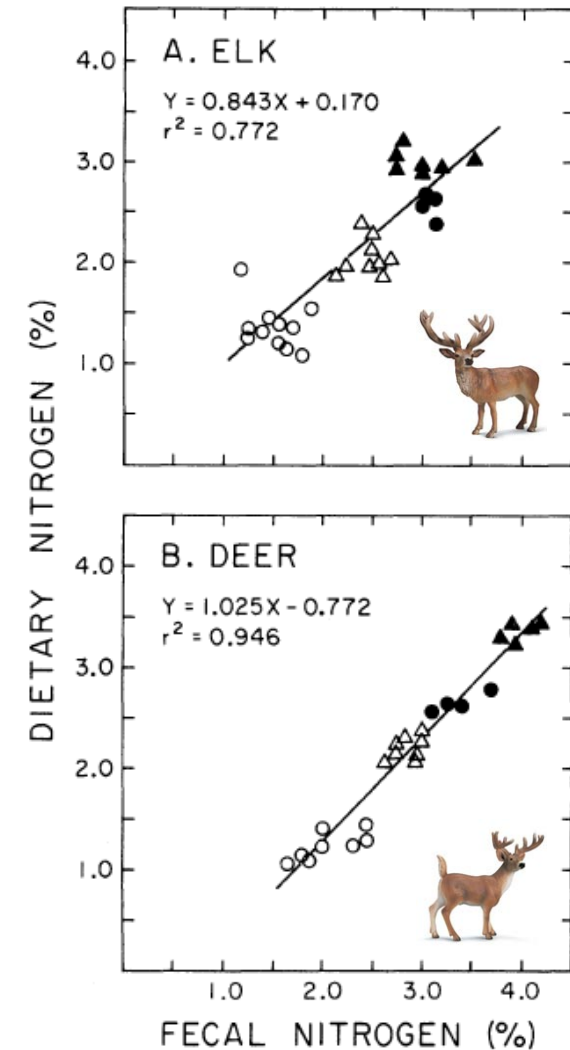 A. ELK
Y = 0.843X + 0.170
r² = 0.772
4.0
3.0
2.0
1.0
DIETARY NITROGEN (%)
B. DEER
Y = 1.025X - 0.772
r² = 0.946
4.0
3.0
2.0
1.0
1.0 2.0 3.0 4.0
FECAL NITROGEN (%)